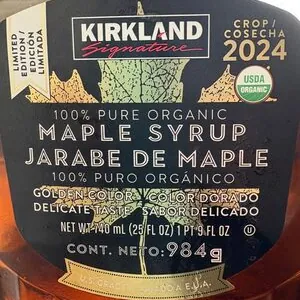 LIMITED
EDITION/
EDICIÓN
LIMITADA
KIRKLAND
Signature
CROP/
COSECHA
2024
USDA
ORGANIC
100% PURE ORGANIC
MAPLE SYRUP
JARABE DE MAPLE
100% PURO ORGÁNICO
GOLDEN COLOR COLOR DORADO
DELICATE TASTE SABOR DELICADO
NET WT 740 mL (25 FL OZ) 1 PT 9 FL OZ U
CONT. NETO: 984g